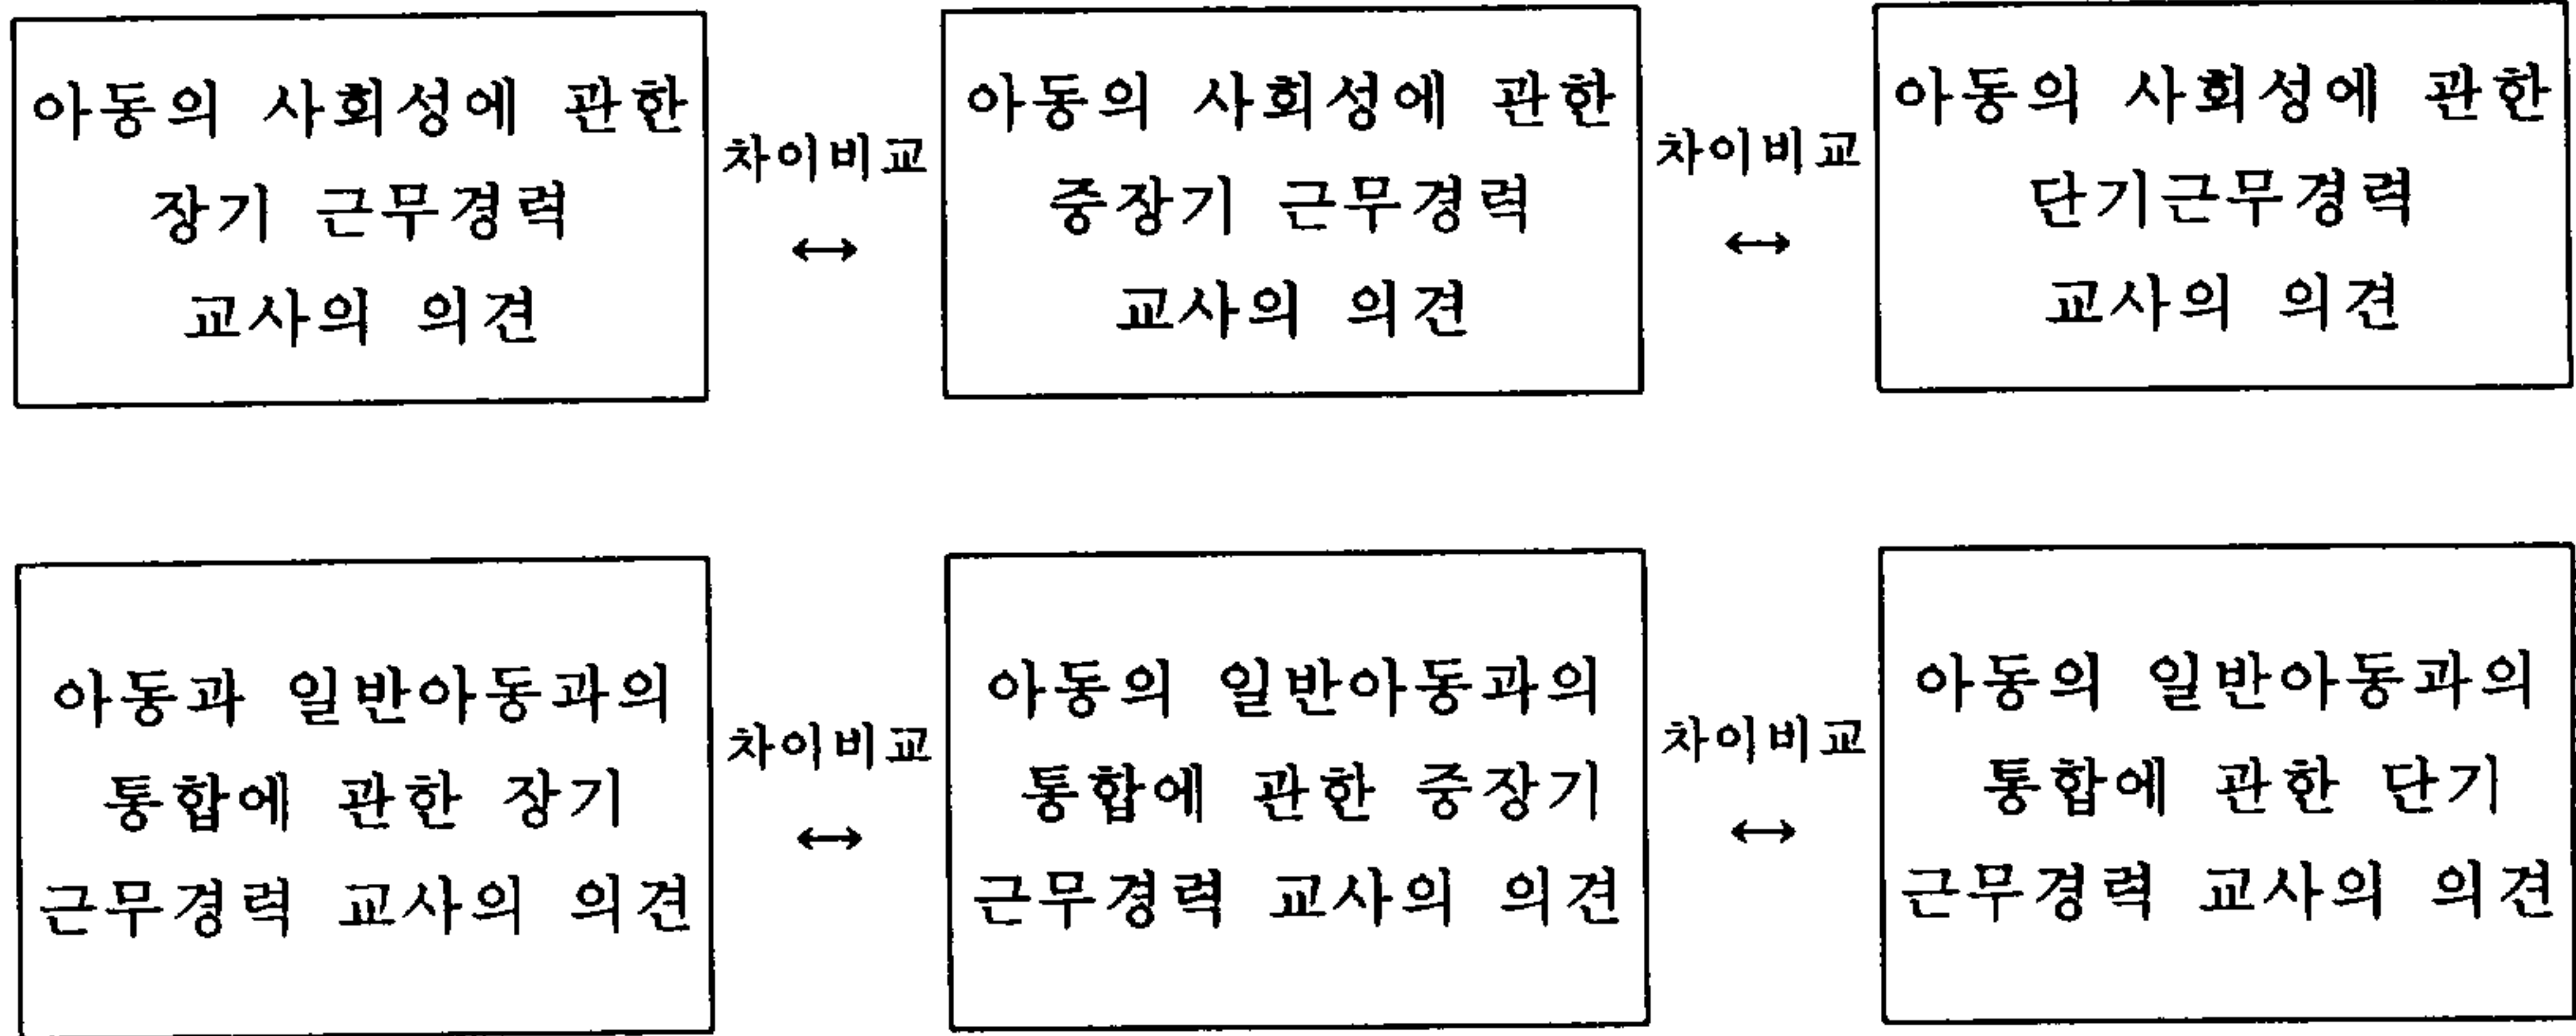 아동의 사회성에 관한
장기 근무경력
교사의 의견
차이비교
↔
아동의 사회성에 관한
중장기 근무경력
교사의 의견
차이비교
↔
아동의 사회성에 관한
단기근무경력
교사의 의견
아동과 일반아동과의
통합에 관한 장기
근무경력 교사의 의견
차이비교
↔
아동의 일반아동과의
통합에 관한 중장기
근무경력 교사의 의견
차이비교
↔
아동의 일반아동과의
통합에 관한 단기
근무경력 교사의 의견